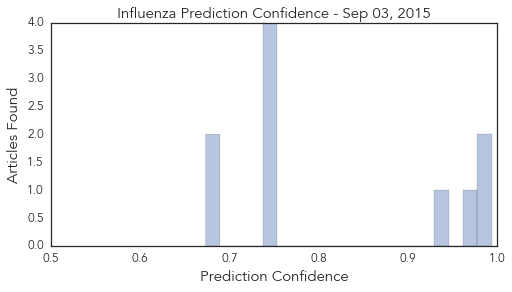 Influenza Prediction Confidence - Sep 03, 2015
4.0
3.5
3.0
2.5
2.0
1.5
1.0
0.5
0.0
Articles Found
0.5 0.6 0.7 0.8 0.9 1.0
Prediction Confidence